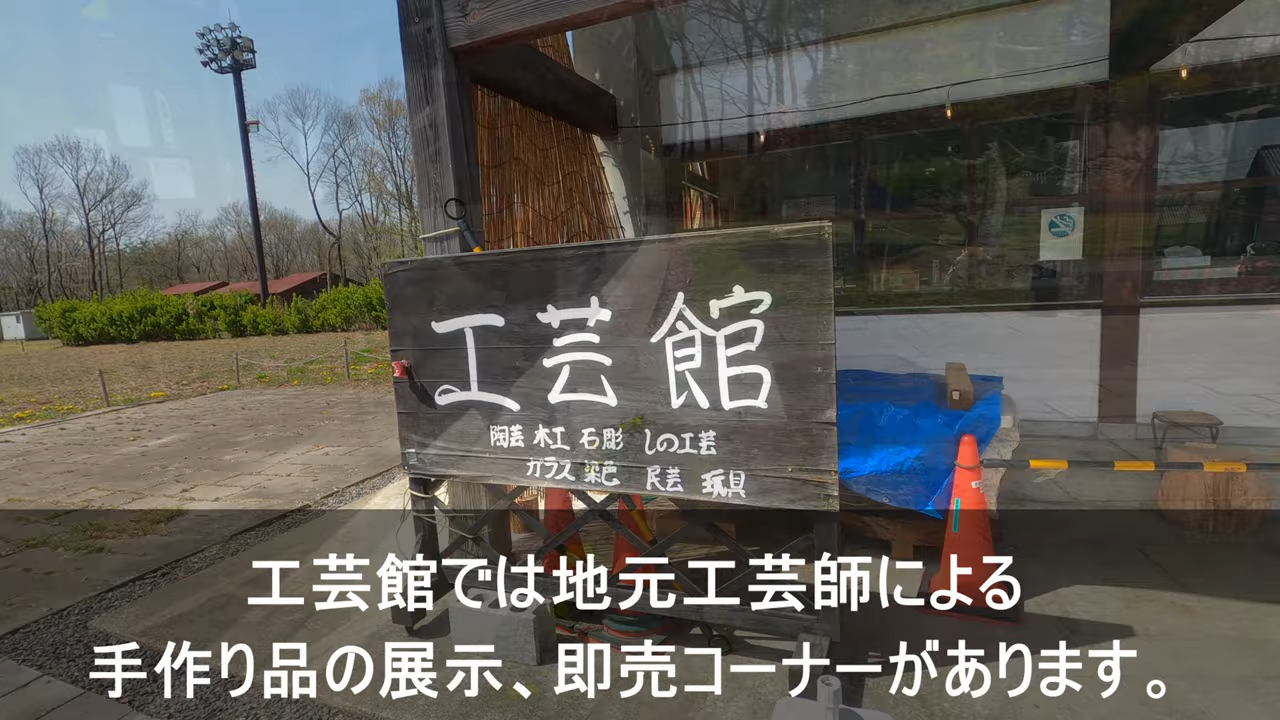 工芸館
陶芸 木工 石彫 しの工芸
ガラス 染色 民芸 玩具
工芸館では地元工芸師による
手作り品の展示、即売コーナーがあります。